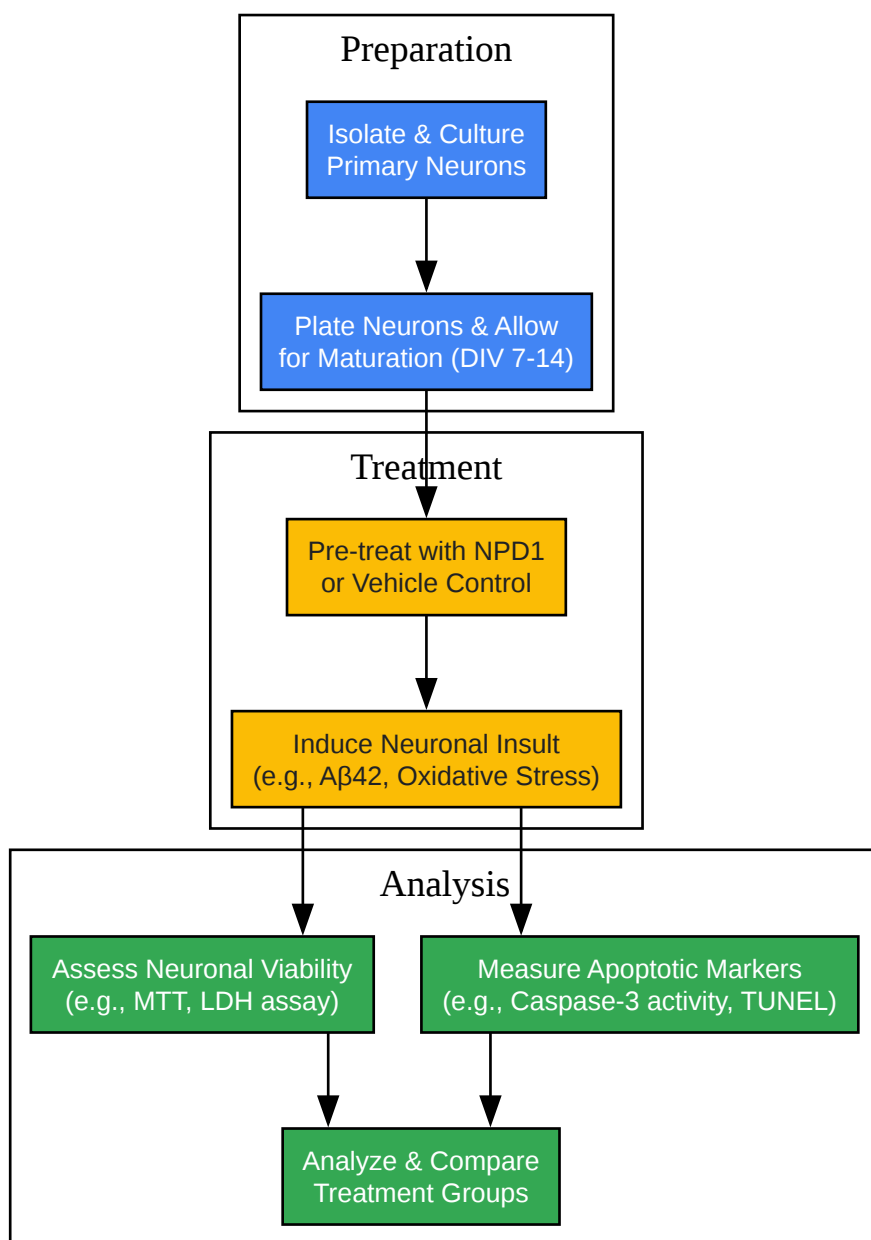 Preparation
Isolate & Culture
Primary Neurons
Plate Neurons & Allow
for Maturation (DIV 7-14)
Treatment
Pre-treat with NPD1
or Vehicle Control
Induce Neuronal Insult
(e.g., Aβ42, Oxidative Stress)
Analysis
Assess Neuronal Viability
(e.g., MTT, LDH assay)
Measure Apoptotic Markers
(e.g., Caspase-3 activity, TUNEL)
Analyze & Compare
Treatment Groups